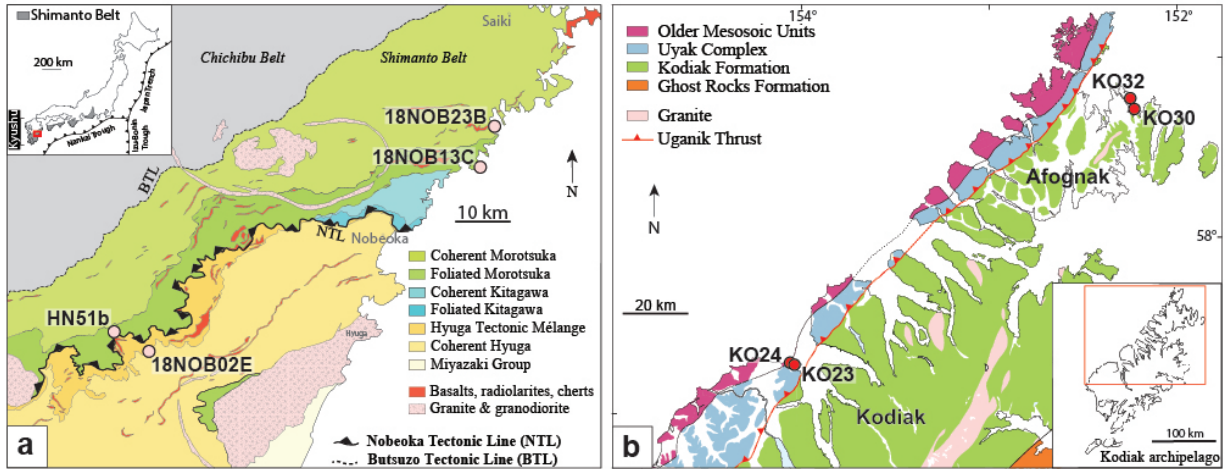 Shimanto Belt
200 km
Kyushu
Nankai Trough
Izu-Bonin
Trough
Japan Trench
Chichibu Belt
Shimanto Belt
Saiki
18NOB23B
18NOB13C
N
10 km
BTL
NTL
Nobeoka
HN51b
18NOB02E
Hyuga
Coherent Morotsuka
Foliated Morotsuka
Coherent Kitagawa
Foliated Kitagawa
Hyuga Tectonic Mélange
Coherent Hyuga
Miyazaki Group
Basalts, radiolarites, cherts
Granite & granodiorite
Nobeoka Tectonic Line (NTL)
Butsuzo Tectonic Line (BTL)
a
154
152
Older Mesosoic Units
Uyak Complex
Kodiak Formation
Ghost Rocks Formation
Granite
Uganik Thrust
KO32
KO30
Afognak
N
58
20 km
KO24
KO23
Kodiak
100 km
Kodiak archipelago
b